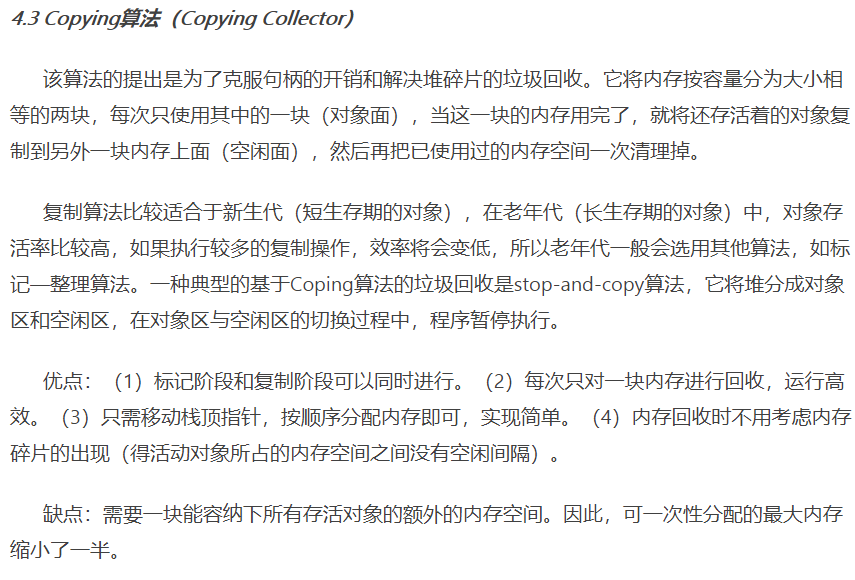 4.3 Copying算法（Copying Collector）
该算法的提出是为了克服句柄的开销和解决堆碎片的垃圾回收。它将内存按容量分为大小相
等的两块，每次只使用其中的一块（对象面），当这一块的内存用完了，就将还存活着的对象复
制到另外一块内存上面（空闲面），然后再把已使用过的内存空间一次清理掉。
复制算法比较适合于新生代（短生存期的对象），在老年代（长生存期的对象）中，对象存
活率比较高，如果执行较多的复制操作，效率将会变低，所以老年代一般会选用其他算法，如标
记—整理算法。一种典型的基于Coping算法的垃圾回收是stop-and-copy算法，它将堆分成对象
区和空闲区，在对象区与空闲区的切换过程中，程序暂停执行。
优点：（1）标记阶段和复制阶段可以同时进行。（2）每次只对一块内存进行回收，运行高
效。（3）只需移动栈顶指针，按顺序分配内存即可，实现简单。（4）内存回收时不用考虑内存
碎片的出现（得活动对象所占的内存空间之间没有空闲间隔）。
缺点：需要一块能容纳下所有存活对象的额外的内存空间。因此，可一次性分配的最大内存
缩小了一半。